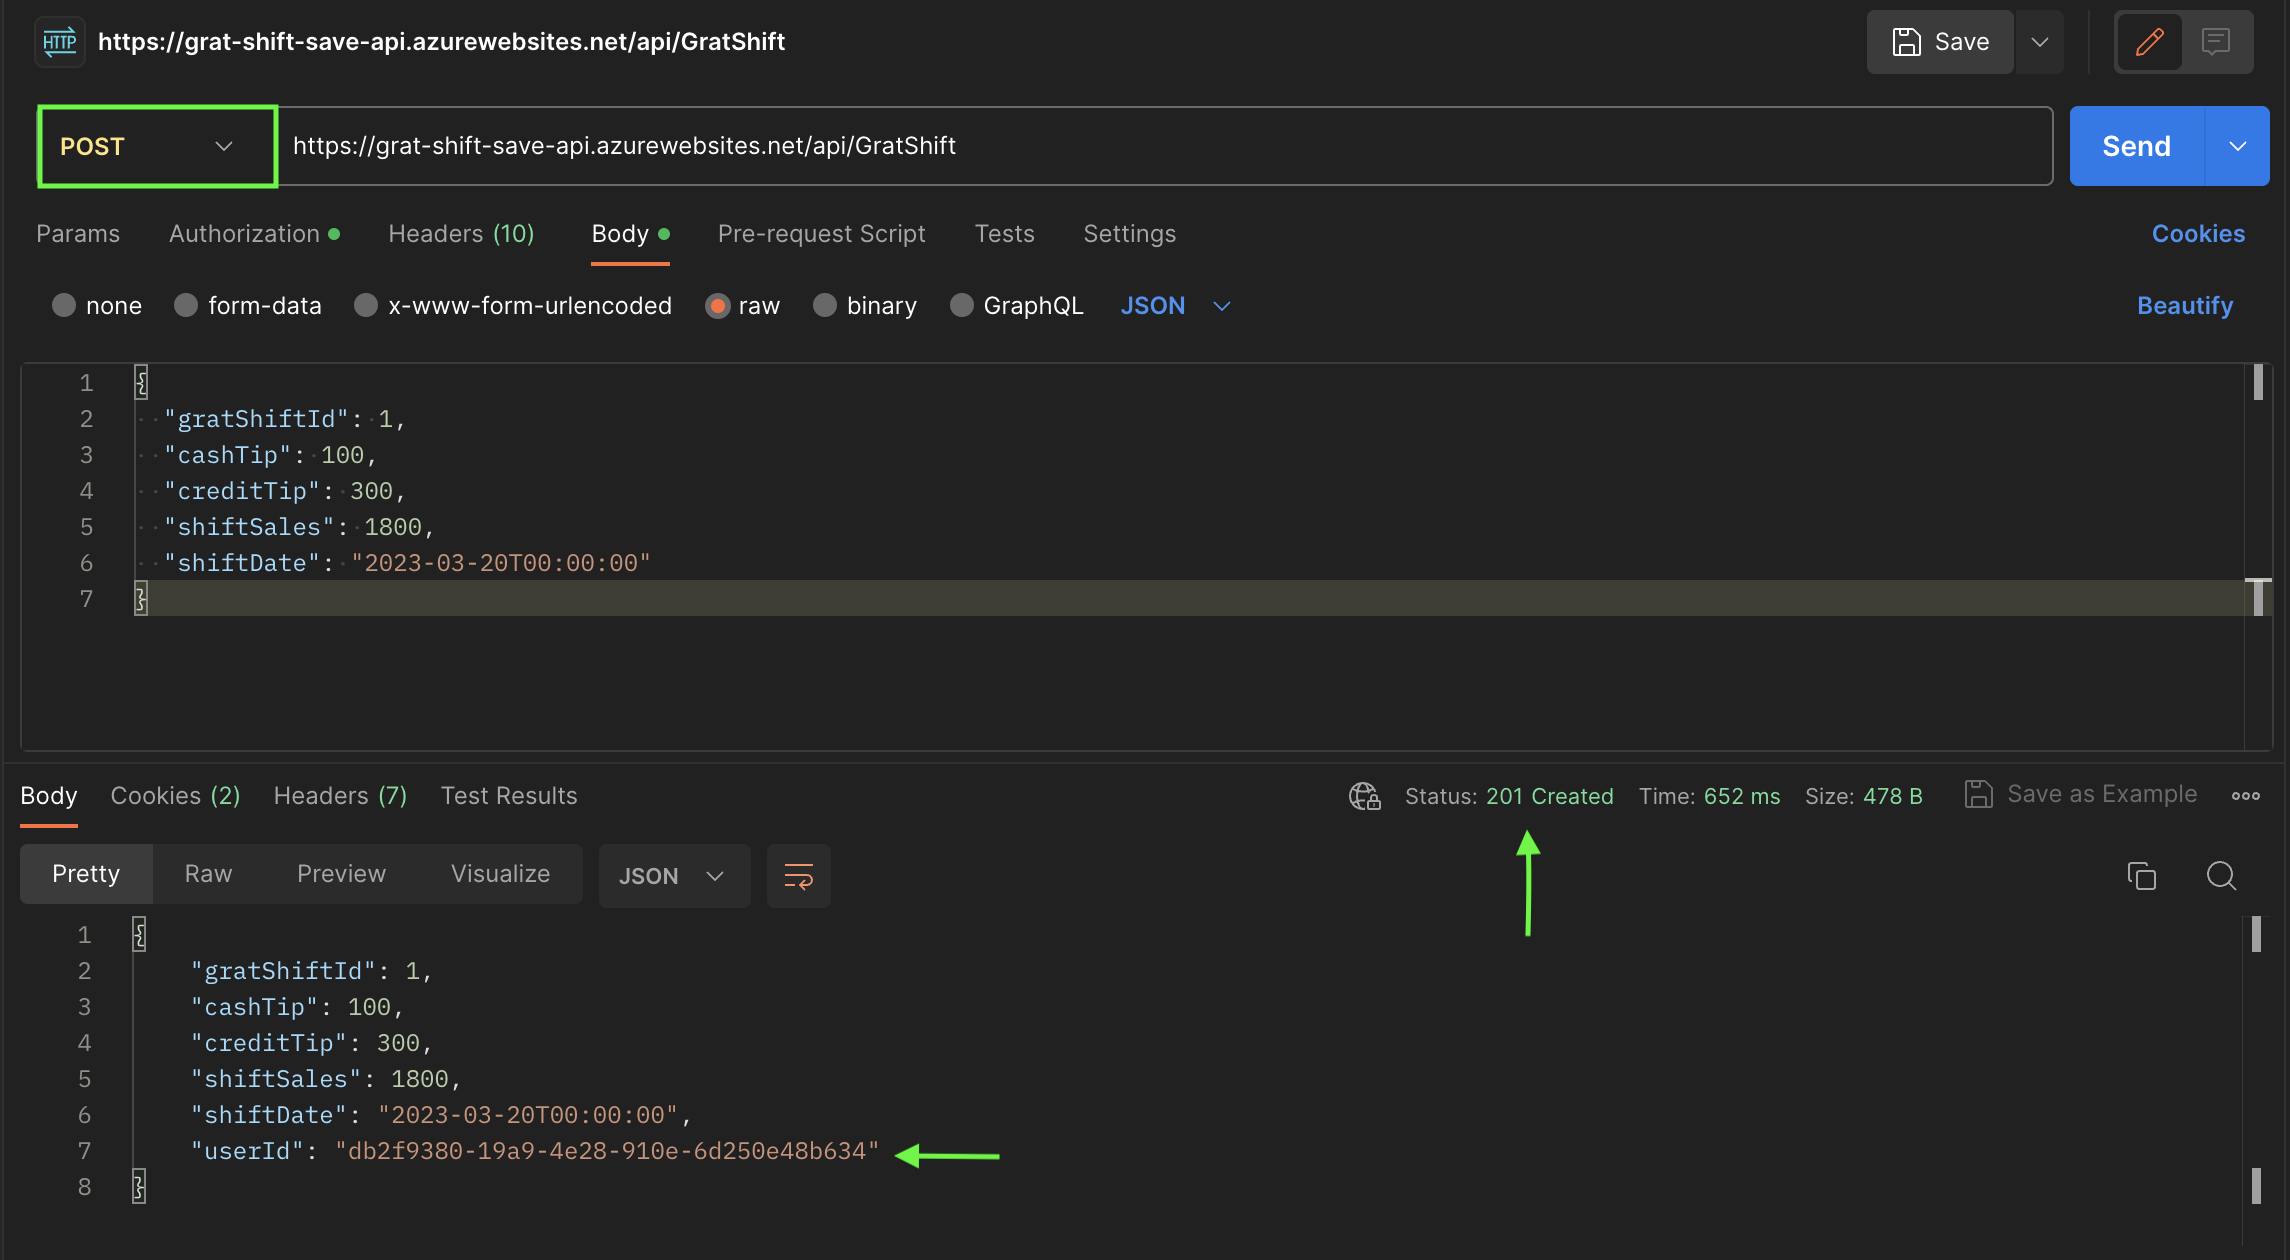 HTTP https://grat-shift-save-api.azurewebsites.net/api/GratShift Save
POST https://grat-shift-save-api.azurewebsites.net/api/GratShift Send
Params Authorization Headers (10) Body Pre-request Script Tests Settings Cookies
none form-data x-www-form-urlencoded raw binary GraphQL JSON Beautify
1 {
2 "gratShiftId": 1,
3 "cashTip": 100,
4 "creditTip": 300,
5 "shiftSales": 1800,
6 "shiftDate": "2023-03-20T00:00:00"
7 }
Body Cookies (2) Headers (7) Test Results Status: 201 Created Time: 652 ms Size: 478 B Save as Example
Pretty Raw Preview Visualize JSON
1 {
2 "gratShiftId": 1,
3 "cashTip": 100,
4 "creditTip": 300,
5 "shiftSales": 1800,
6 "shiftDate": "2023-03-20T00:00:00",
7 "userId": "db2f9380-19a9-4e28-910e-6d250e48b634"
8 }